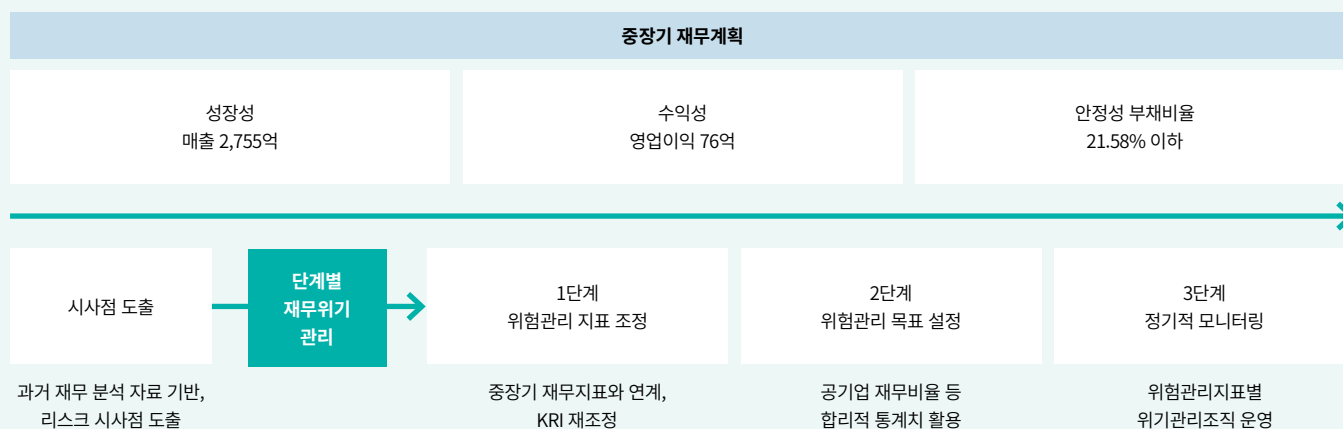 중장기 재무계획
성장성
매출 2,755억
수익성
영업이익 76억
안정성 부채비율
21.58% 이하
시사점 도출
단계별
재무위기
관리
1단계
위험관리 지표 조정
2단계
위험관리 목표 설정
3단계
정기적 모니터링
과거 재무 분석 자료 기반,
리스크 시사점 도출
중장기 재무지표와 연계,
KRI 재조정
공기업 재무비율 등
합리적 통계치 활용
위험관리지표별
위기관리조직 운영